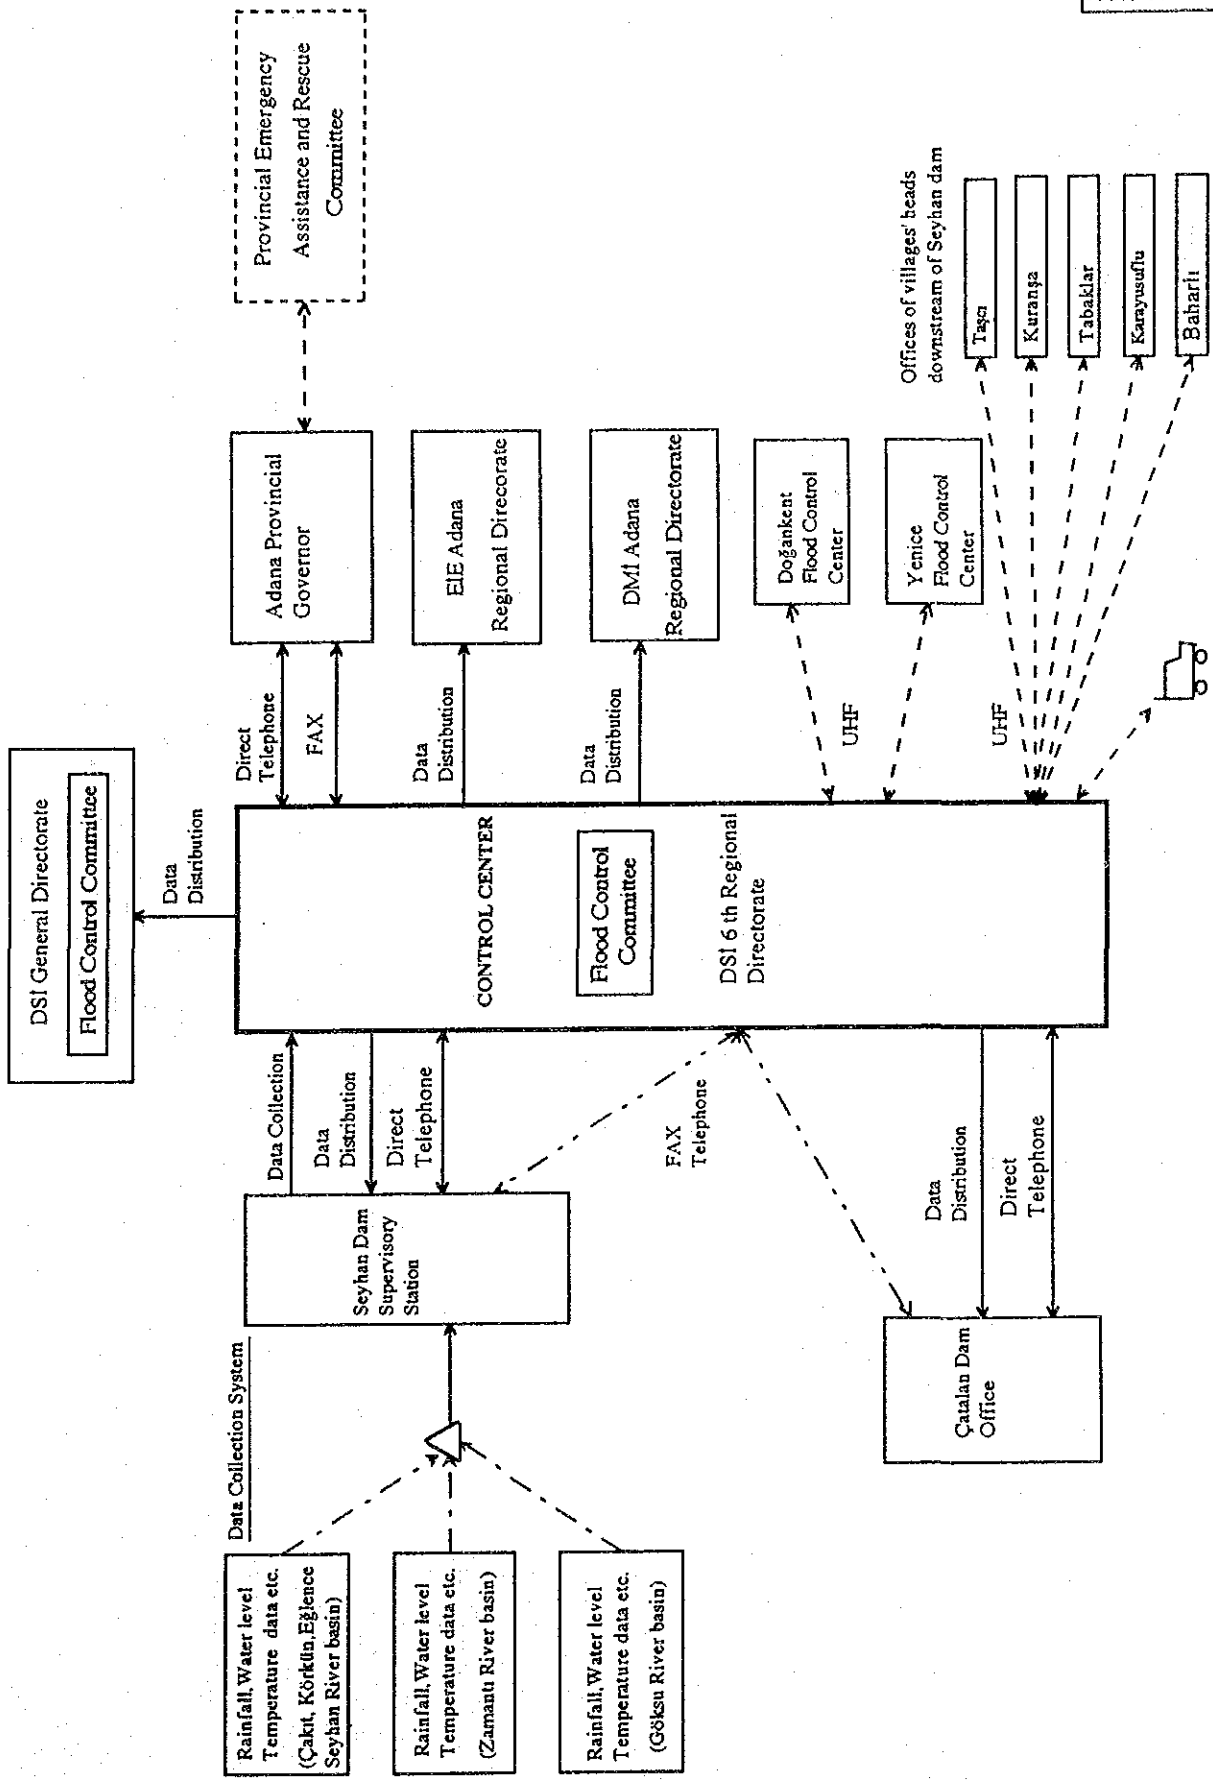 DSİ General Directorate
Flood Control Committee
Data
Distribution
Data Collection System
Rainfall,Water level
Temperature data etc.
(Çakıt, Körkün,Eğlence
Seyhan River basin)
Rainfall,Water level
Temperature data etc.
(Zamantı River basin)
Rainfall,Water level
Temperature data etc.
(Göksu River basin)
Seyhan Dam
Supervisory
Station
Data Collection
Data
Distribution
Direct
Telephone
FAX
Telephone
Çatalan Dam
Office
Data
Distribution
Direct
Telephone
CONTROL CENTER
Flood Control
Committee
DSİ 6 th Regional
Directorate
Direct
Telephone
FAX
Adana Provincial
Governor
Provincial Emergency
Assistance and Rescue
Committee
Data
Distribution
EİE Adana
Regional Direcorate
Data
Distribution
DMİ Adana
Regional Directorate
UHF
Doğankent
Flood Control
Center
Yenice
Flood Control
Center
UHF
Offices of villages' heads
downstream of Seyhan dam
Taşcı
Kuranşa
Tabaklar
Karayusuflu
Baharlı